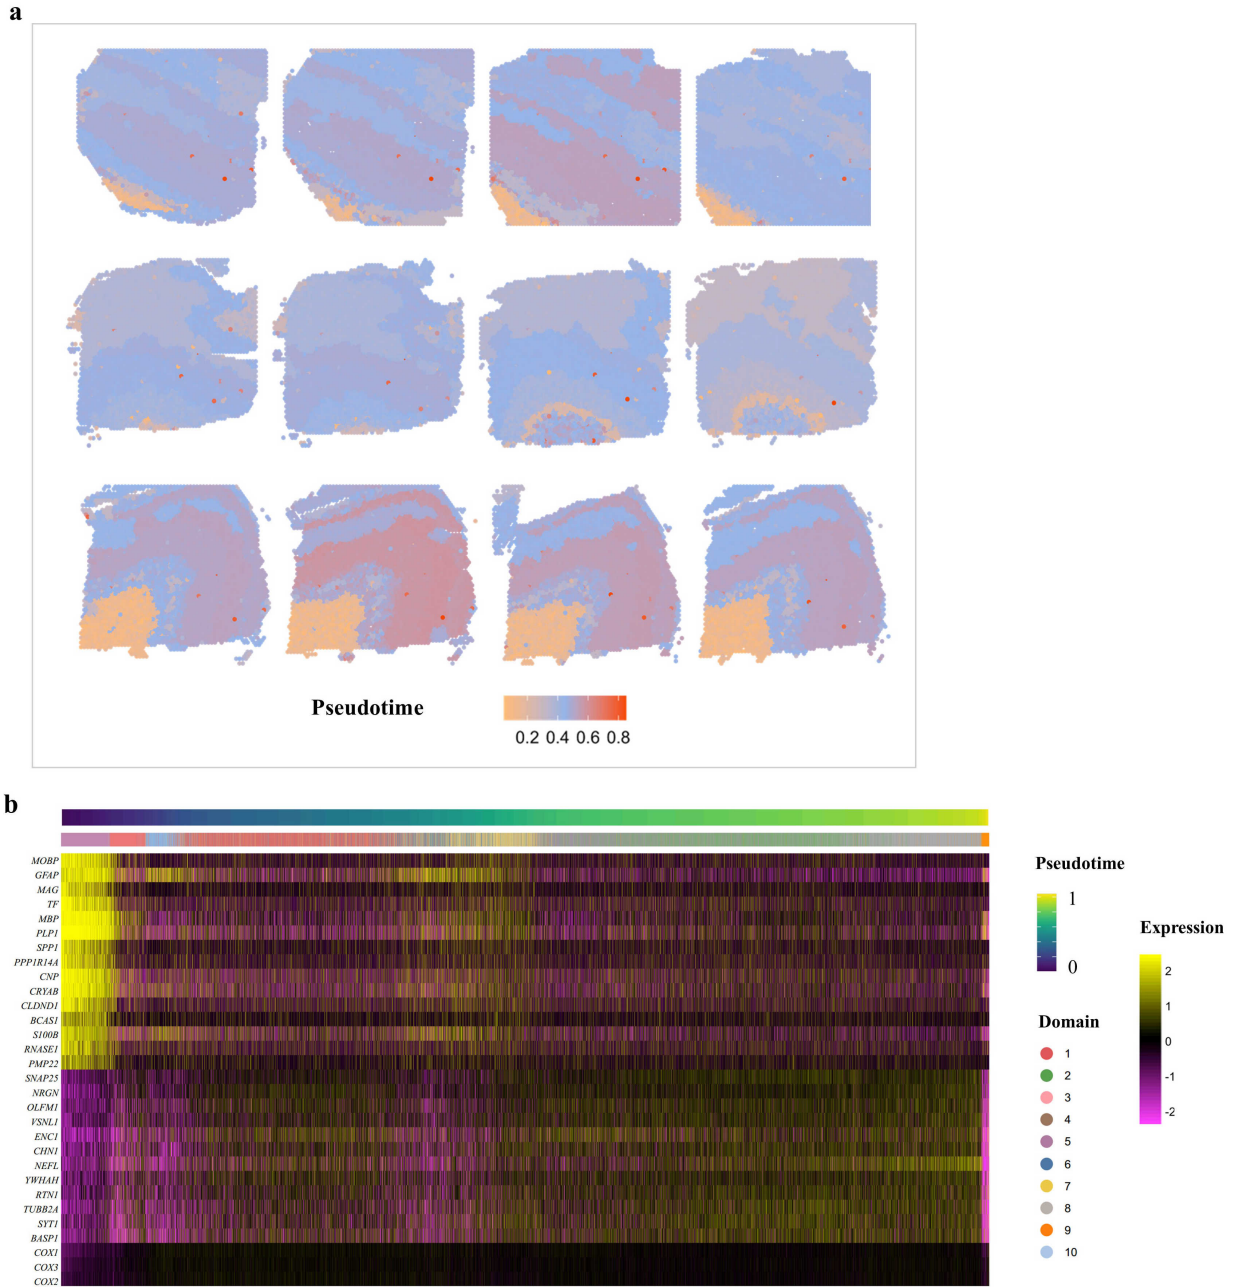 a
Pseudotime
0.2 0.4 0.6 0.8
b
MOBP
GFAP
MAG
TF
MBP
PLP1
SPP1
PPP1R14A
CNP
CRYAB
CLDND1
BCAS1
S100B
RNASE1
PMP22
SNAP25
NRGN
OLFM1
VSNL1
ENC1
CHN1
NEFL
YWHAH
RTN1
TUBB2A
SYT1
BASP1
COX1
COX3
COX2
Pseudotime
1
0
Domain
1
2
3
4
5
6
7
8
9
10
Expression
2
1
0
-1
-2